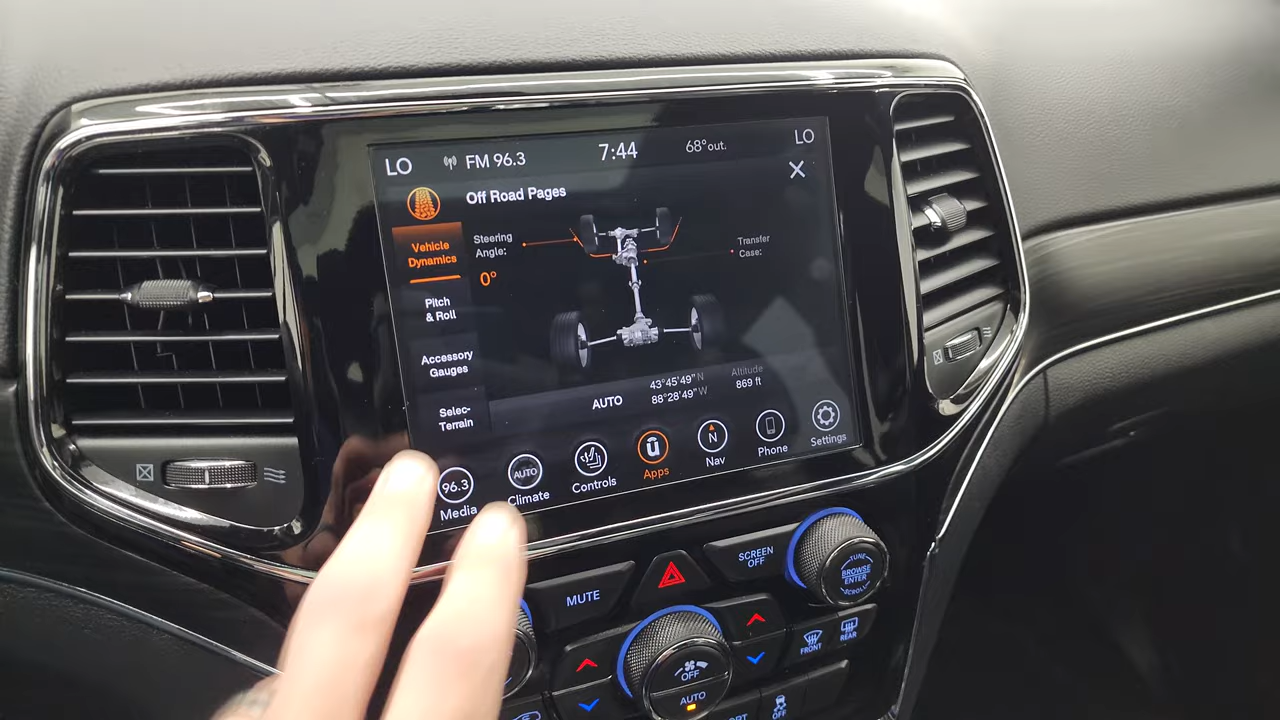 LO
FM 96.3
7:44
68°out.
LO
Off Road Pages
Vehicle
Dynamics
Steering
Angle:
0°
Transfer
Case:
Pitch
& Roll
Accessory
Gauges
Selec-
Terrain
AUTO
43°45'49"N
88°28'49"W
Altitude
869 ft
96.3
Media
AUTO
Climate
Controls
Apps
N
Nav
Phone
Settings
MUTE
SCREEN
OFF
TUNE
BROWSE
ENTER
SCROLL
OFF
AUTO
FRONT
REAR
OFF